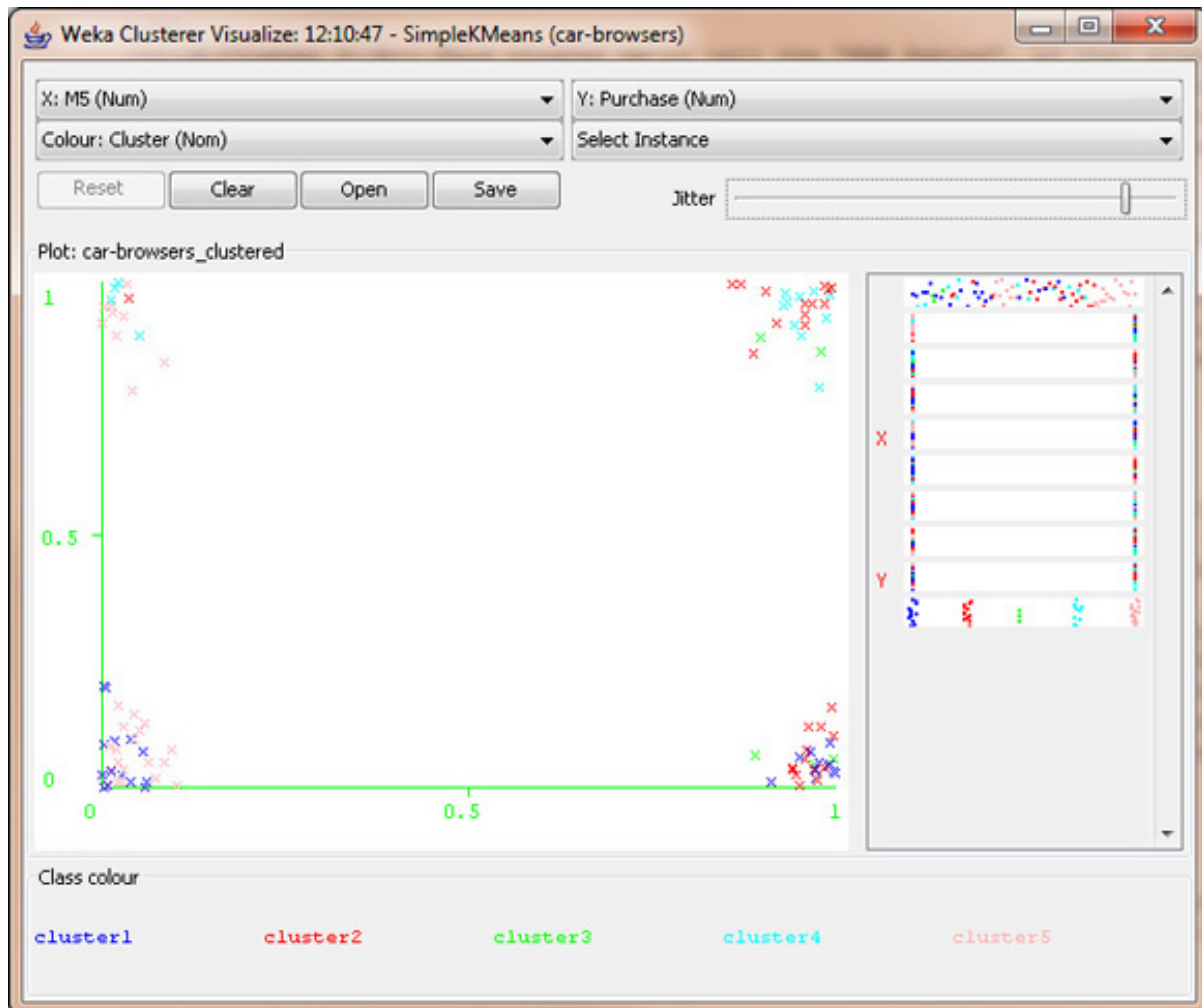 Weka Clusterer Visualize: 12:10:47 - SimpleKMeans (car-browsers)
X: M5 (Num)
Y: Purchase (Num)
Colour: Cluster (Nom)
Select Instance
Reset
Clear
Open
Save
Jitter
Plot: car-browsers_clustered
1
0.5
0
0
0.5
1
X
Y
Class colour
cluster1
cluster2
cluster3
cluster4
cluster5